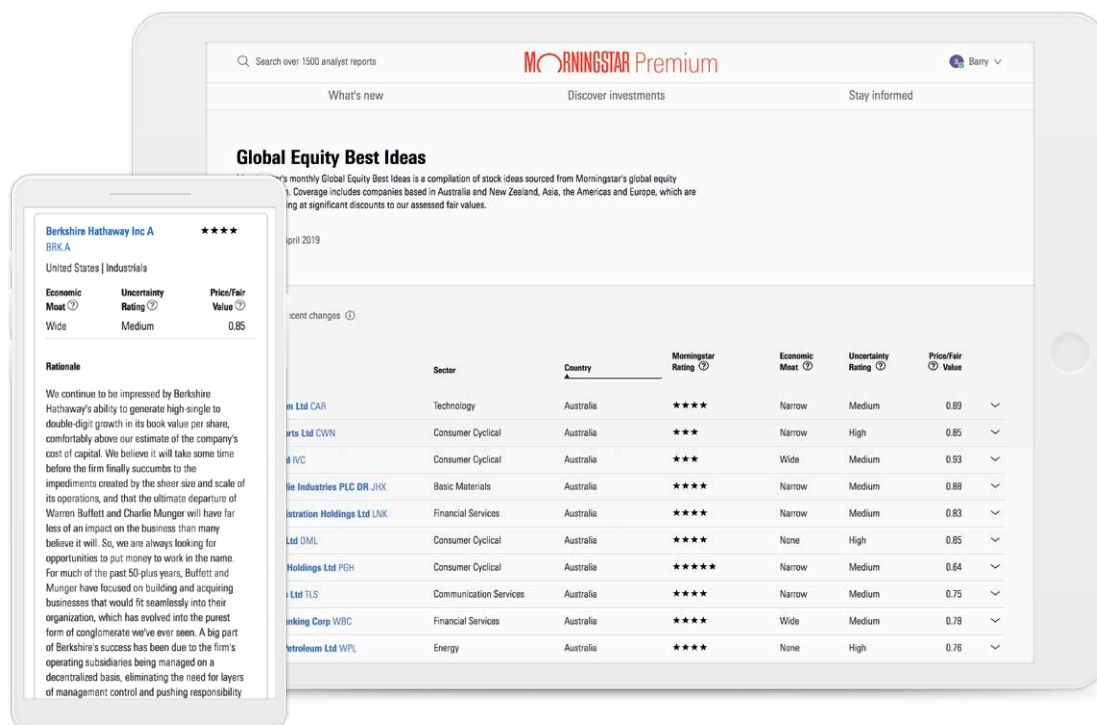 Search over 1500 analyst reports
MORNINGSTAR Premium
Barry
What's new
Discover investments
Stay informed
Global Equity Best Ideas
monthly Global Equity Best Ideas is a compilation of stock ideas sourced from Morningstar's global equity
Coverage includes companies based in Australia and New Zealand, Asia, the Americas and Europe, which are
at significant discounts to our assessed fair values.
2019
changes
Sector
Country
Morningstar Rating
Economic Moat
Uncertainty Rating
Price/Fair Value
Ltd CAR Technology Australia ★★★★ Narrow Medium 0.89
Ltd CWN Consumer Cyclical Australia ★★★ Narrow High 0.85
IVC Consumer Cyclical Australia ★★★ Wide Medium 0.93
Industries PLC DR JHX Basic Materials Australia ★★★★ Narrow Medium 0.88
Holdings Ltd LNK Financial Services Australia ★★★★ Narrow Medium 0.83
Ltd OML Consumer Cyclical Australia ★★★★ None High 0.85
Holdings Ltd PGH Consumer Cyclical Australia ★★★★★ Narrow Medium 0.64
Ltd TLS Communication Services Australia ★★★★ Narrow Medium 0.75
Corp WBC Financial Services Australia ★★★★ Wide Medium 0.78
Petroleum Ltd WPL Energy Australia ★★★★ None High 0.76
Berkshire Hathaway Inc A ★★★★
BRK.A
United States | Industrials
Economic Moat
Uncertainty Rating
Price/Fair Value
Wide Medium 0.85
Rationale
We continue to be impressed by Berkshire
Hathaway's ability to generate high-single to
double-digit growth in its book value per share,
comfortably above our estimate of the company's
cost of capital. We believe it will take some time
before the firm finally succumbs to the
impediments created by the sheer size and scale of
its operations, and that the ultimate departure of
Warren Buffett and Charlie Munger will have far
less of an impact on the business than many
believe it will. So, we are always looking for
opportunities to put money to work in the name.
For much of the past 50-plus years, Buffett and
Munger have focused on building and acquiring
businesses that would fit seamlessly into their
organization, which has evolved into the purest
form of conglomerate we've ever seen. A big part
of Berkshire's success has been due to the firm's
operating subsidiaries being managed on a
decentralized basis, eliminating the need for layers
of management control and pushing responsibility